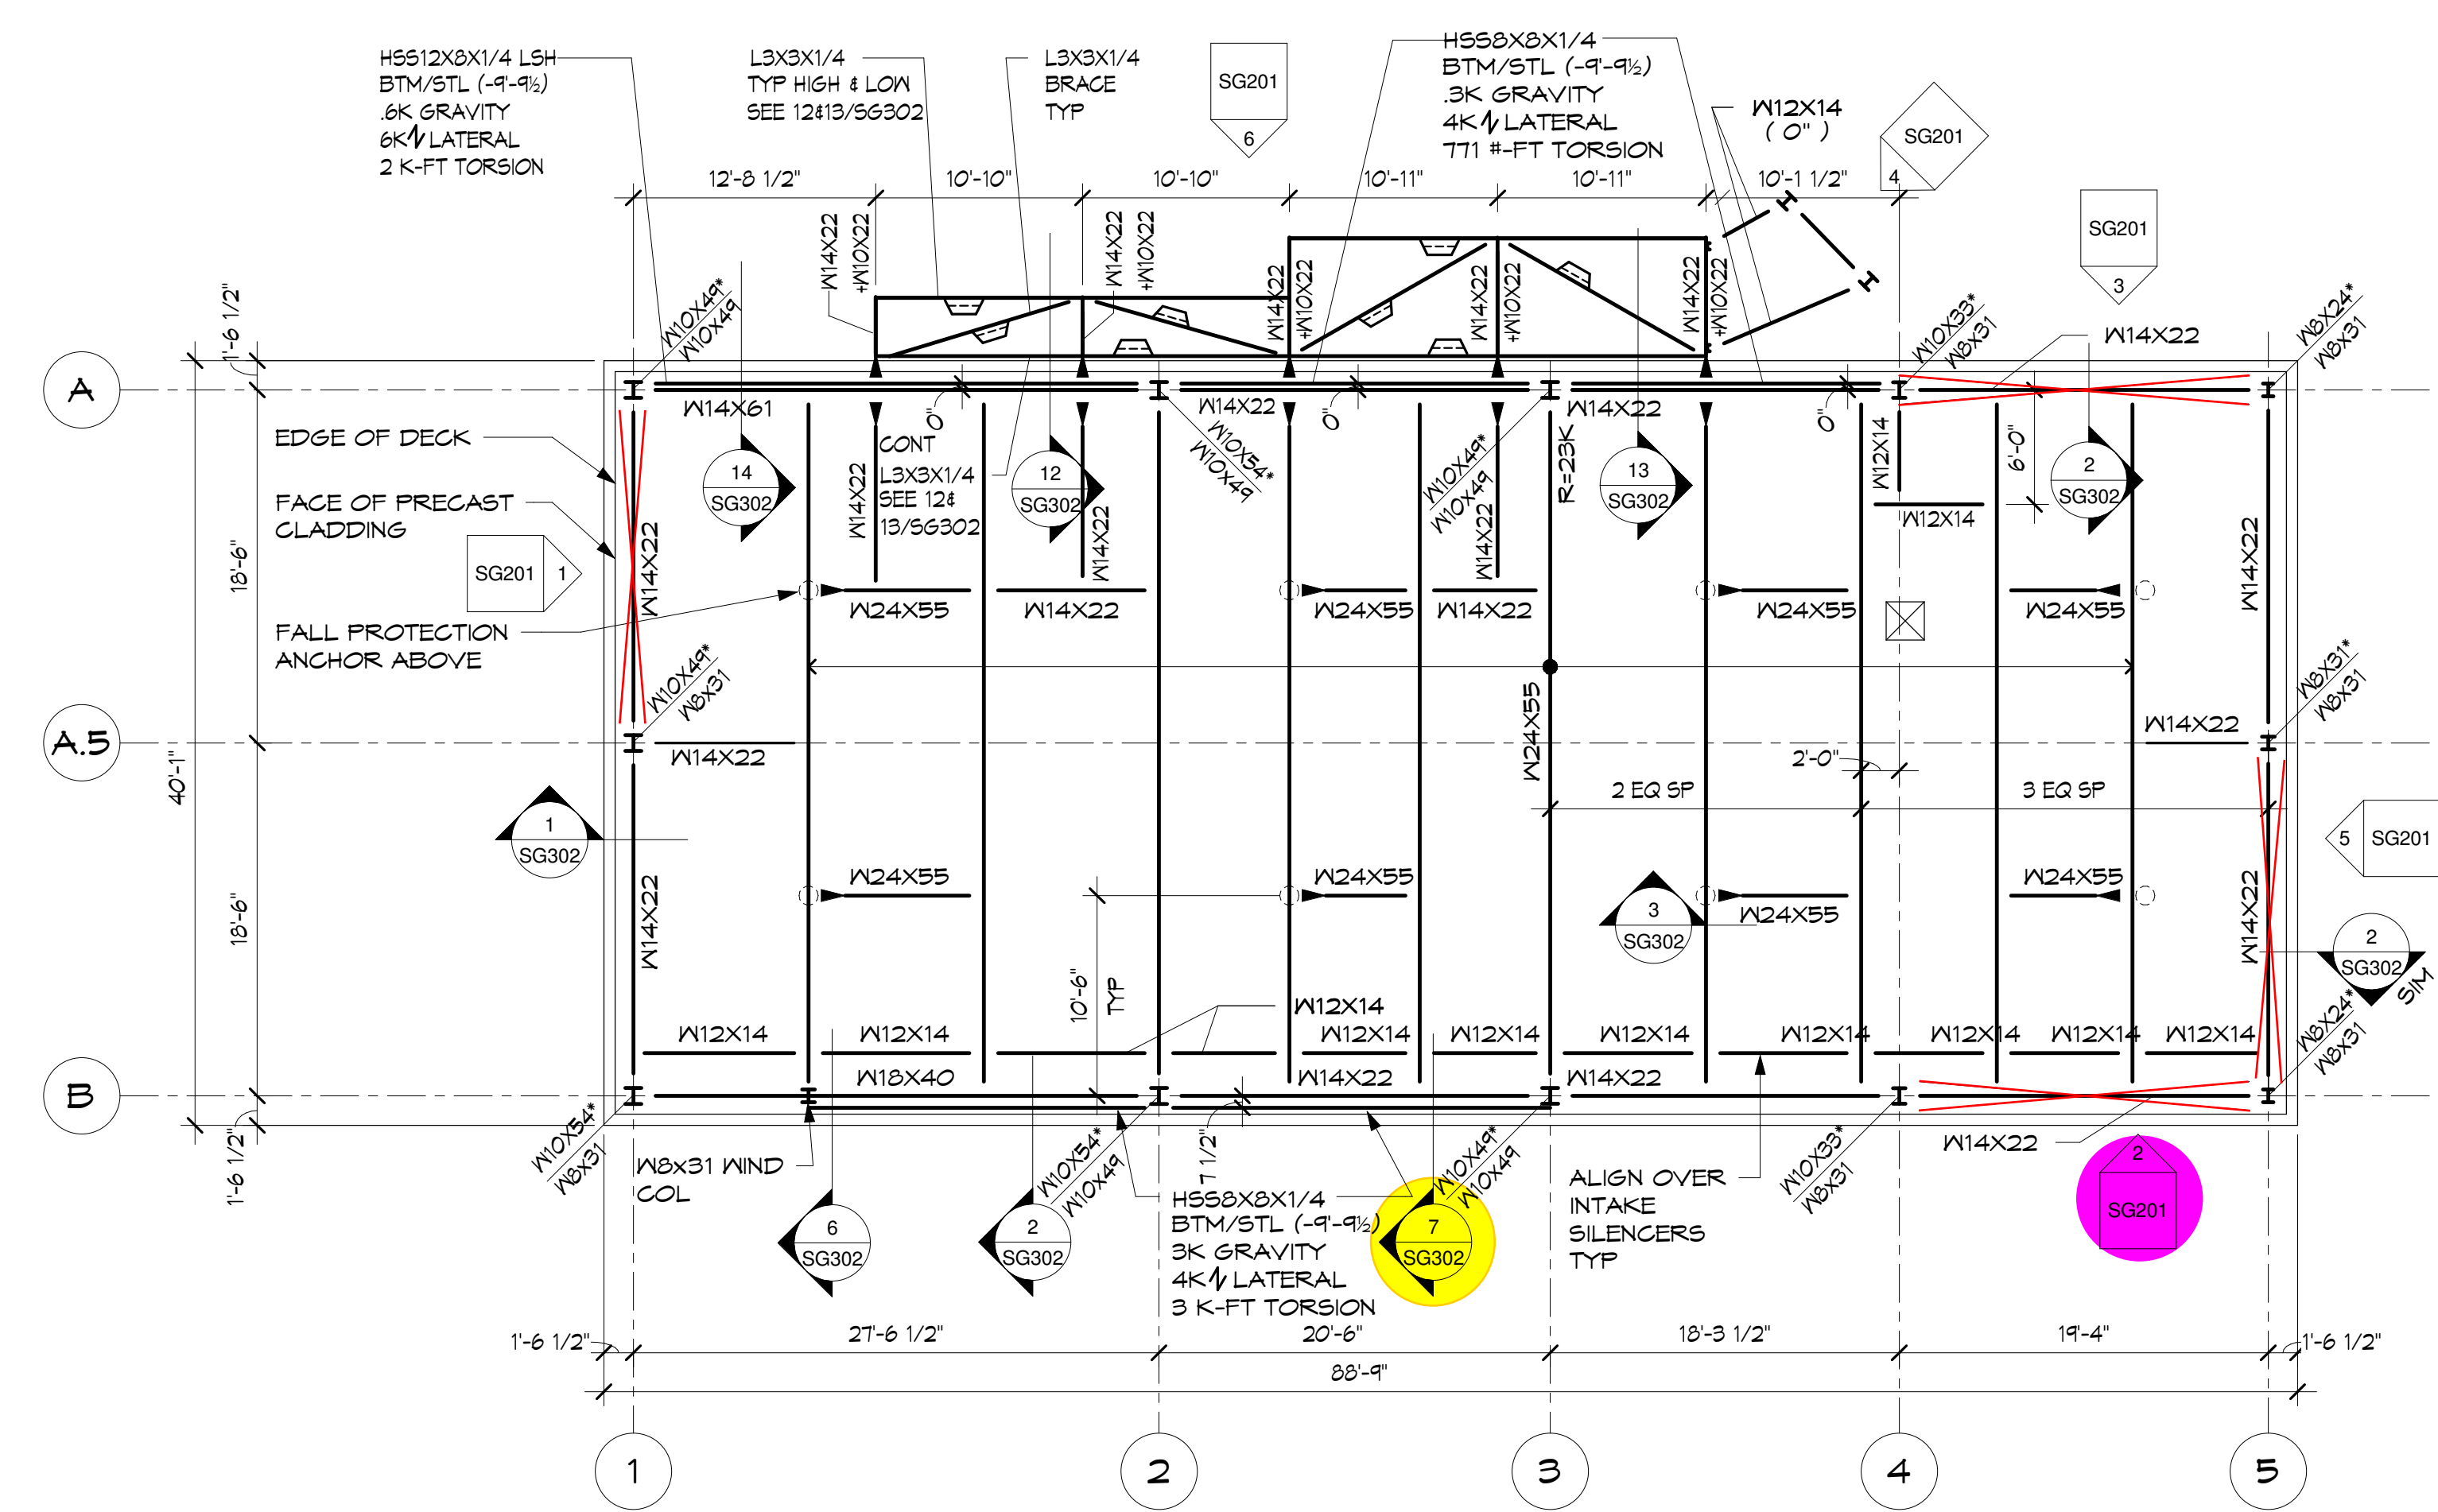 HSS12X8X1/4 LSH
BTM/STL (-9'-9½)
.6K GRAVITY
6K LATERAL
2 K-FT TORSION
L3X3X1/4
TYP HIGH & LOW
SEE 12&13/SG302
L3X3X1/4
BRACE
TYP
SG201
6
HSS8X8X1/4
BTM/STL (-9'-9½)
.3K GRAVITY
4K LATERAL
771 #-FT TORSION
W12X14
( 0" )
SG201
4
SG201
3
12'-8 1/2"
10'-10"
10'-10"
10'-11"
10'-11"
10'-1 1/2"
W14X22
+W10X22
W14X22
+W10X22
W14X22
+W10X22
W14X22
+W10X22
W14X22
+W10X22
W10X49*
W10X49
W10X33*
W8X31
W14X22
W8X24*
W8X31
1'-6 1/2"
A
W14X61
0"
W14X22
0"
W14X22
0"
W10X54*
W10X49
W10X49*
W10X49
R=23K
W12X14
6'-0"
W12X14
EDGE OF DECK
FACE OF PRECAST
CLADDING
SG201
1
W14X22
18'-6"
14
SG302
W14X22
CONT
L3X3X1/4
SEE 12&
13/SG302
12
SG302
W14X22
W14X22
13
SG302
2
SG302
W14X22
FALL PROTECTION
ANCHOR ABOVE
W24X55
W14X22
W24X55
W14X22
W24X55
W24X55
W10X49*
W8X31
W8X31*
W8X31
A.5
W14X22
W24X55
W14X22
40'-1"
2'-0"
2 EQ SP
3 EQ SP
1
SG302
5
SG201
18'-6"
W14X22
W24X55
W24X55
W24X55
W24X55
W14X22
3
SG302
2
SG302
SIM
10'-6"
TYP
W12X14
W12X14
W12X14
W12X14
W12X14
W12X14
W12X14
W12X14
W12X14
W12X14
W8X24*
W8X31
B
W18X40
W14X22
W14X22
1'-6 1/2"
W10X54*
W8X31
W8X31 WIND
COL
W10X54*
W10X49
7 1/2"
W10X49*
W10X49
W10X33*
W8X31
W14X22
6
SG302
2
SG302
HSS8X8X1/4
BTM/STL (-9'-9½)
3K GRAVITY
4K LATERAL
3 K-FT TORSION
7
SG302
ALIGN OVER
INTAKE
SILENCERS
TYP
2
SG201
1'-6 1/2"
27'-6 1/2"
20'-6"
18'-3 1/2"
19'-4"
1'-6 1/2"
88'-9"
1
2
3
4
5